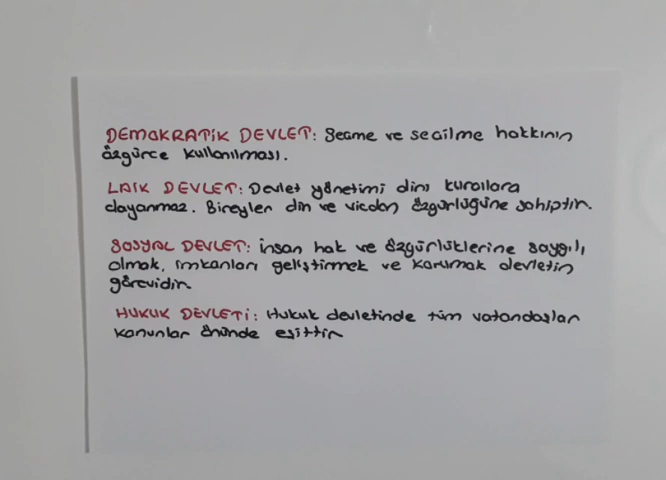 DEMOKRATİK DEVLET: Seçme ve seçilme hakkının
özgürce kullanılması.
LAİK DEVLET: Devlet yönetimi dini kurallara
dayanmaz. Bireyler din ve vicdan özgürlüğüne sahiptir.
SOSYAL DEVLET: İnsan hak ve özgürlüklerine saygılı
olmak, imkanları geliştirmek ve korumak devletin
görevidir.
HUKUK DEVLETİ: Hukuk devletinde tüm vatandaşlar
kanunlar önünde eşittir